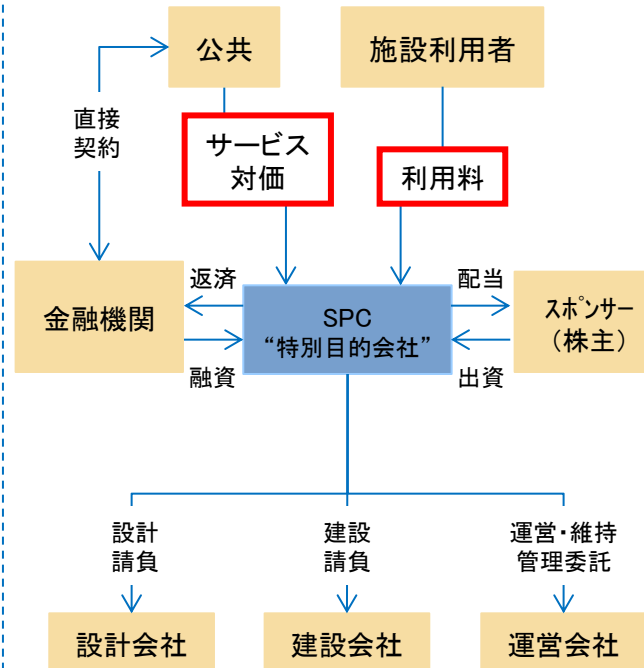 公共
施設利用者
直接
契約
サービス
対価
利用料
金融機関
返済
融資
SPC
“特別目的会社”
配当
出資
スポンサー
（株主）
設計
請負
建設
請負
運営・維持
管理委託
設計会社
建設会社
運営会社